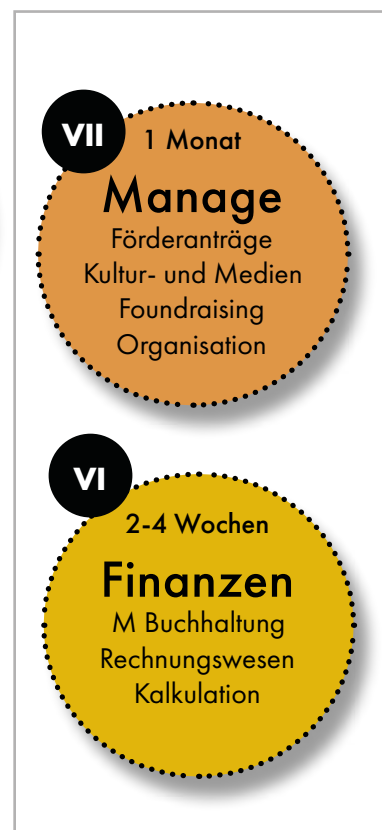 VII
1 Monat
Manage
Förderanträge
Kultur- und Medien
Foundraising
Organisation
VI
2-4 Wochen
Finanzen
M Buchhaltung
Rechnungswesen
Kalkulation